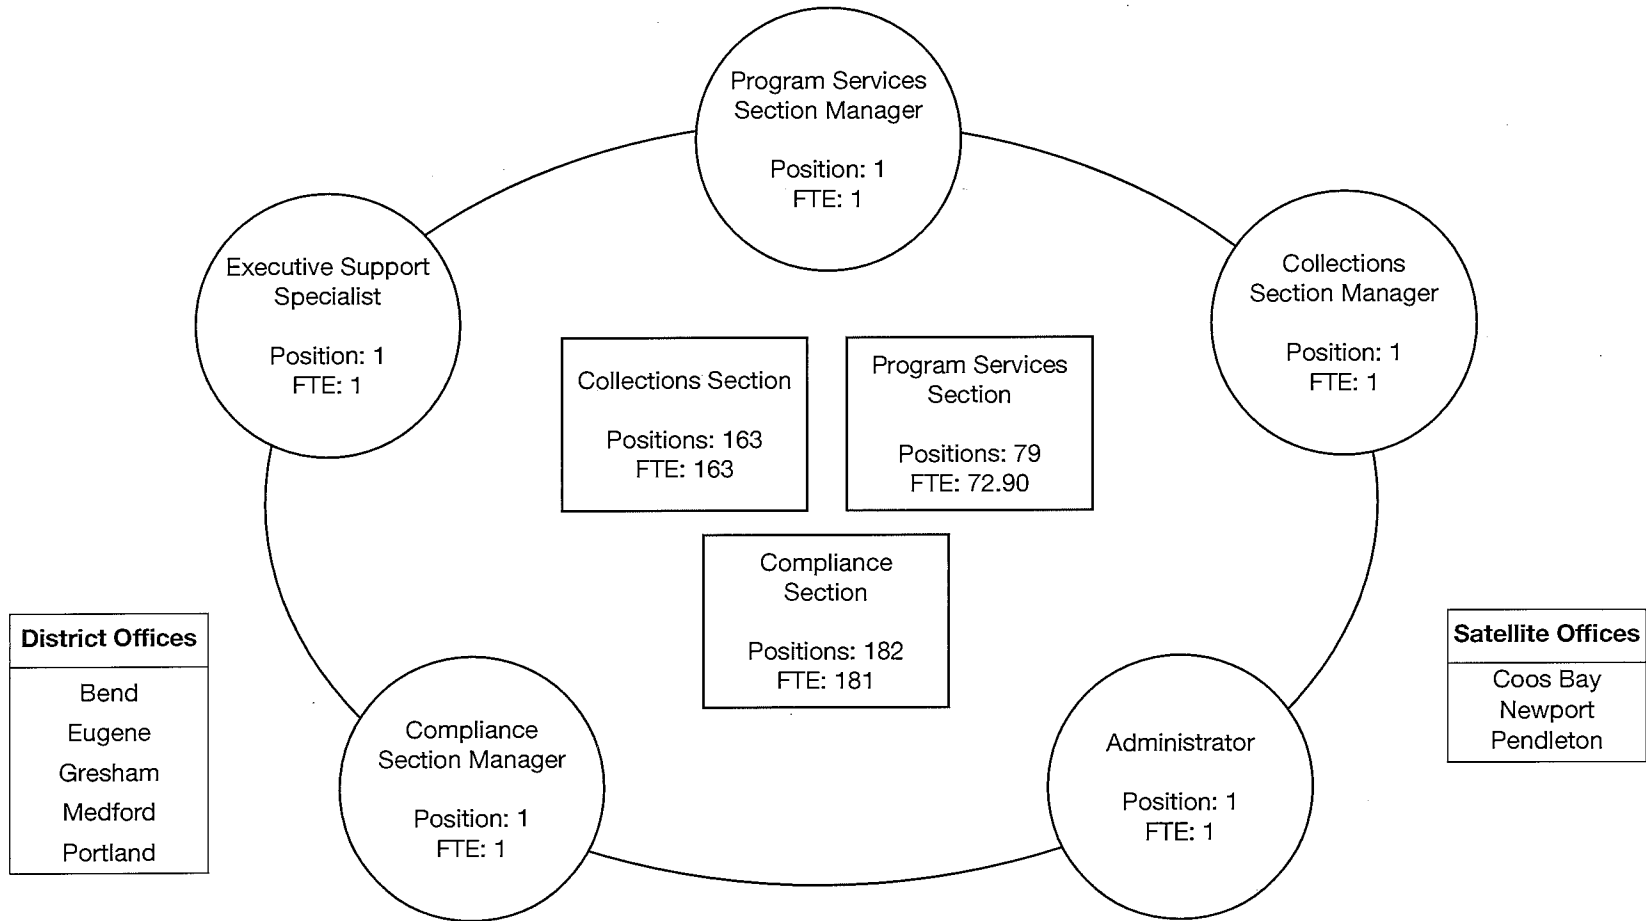 Program Services
Section Manager
Position: 1
FTE: 1
Executive Support
Specialist
Position: 1
FTE: 1
Collections
Section Manager
Position: 1
FTE: 1
Collections Section
Positions: 163
FTE: 163
Program Services
Section
Positions: 79
FTE: 72.90
Compliance
Section
Positions: 182
FTE: 181
District Offices
Bend
Eugene
Gresham
Medford
Portland
Compliance
Section Manager
Position: 1
FTE: 1
Administrator
Position: 1
FTE: 1
Satellite Offices
Coos Bay
Newport
Pendleton